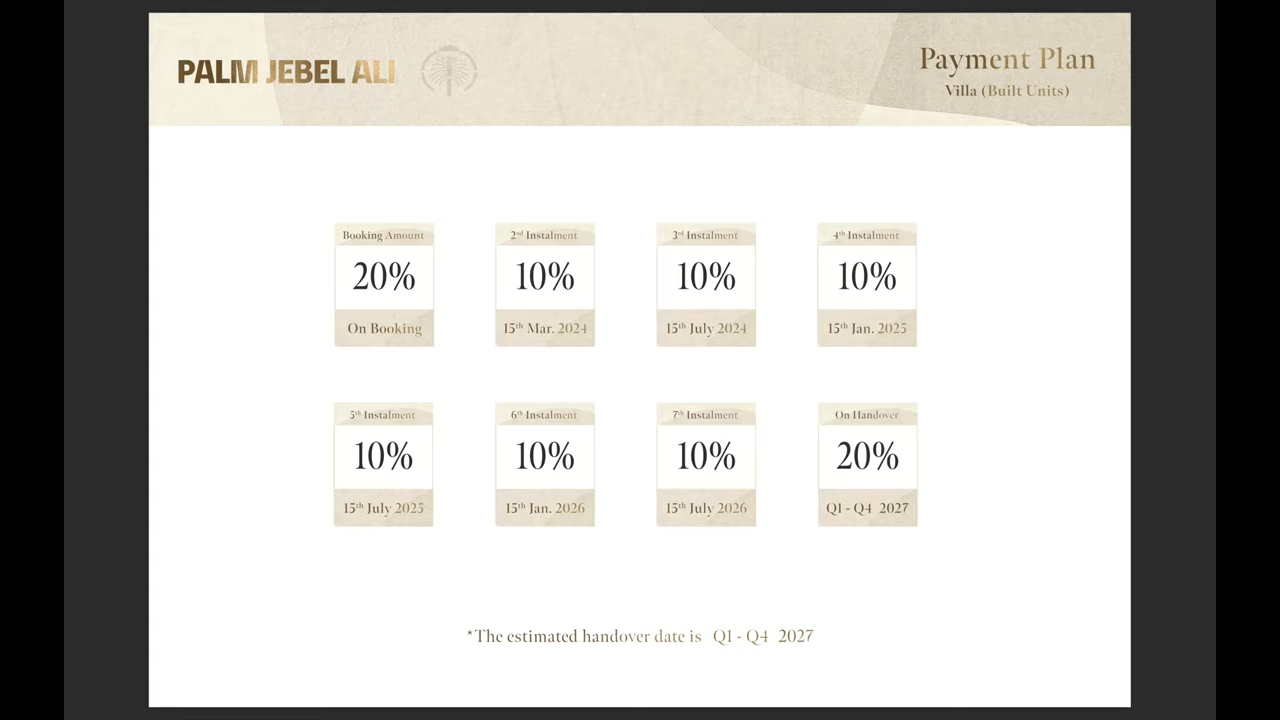 PALM JEBEL ALI
Payment Plan
Villa (Built Units)
Booking Amount
20%
On Booking
2nd Instalment
10%
15th Mar. 2024
3rd Instalment
10%
15th July 2024
4th Instalment
10%
15th Jan. 2025
5th Instalment
10%
15th July 2025
6th Instalment
10%
15th Jan. 2026
7th Instalment
10%
15th July 2026
On Handover
20%
Q1 - Q4 2027
*The estimated handover date is Q1 - Q4 2027